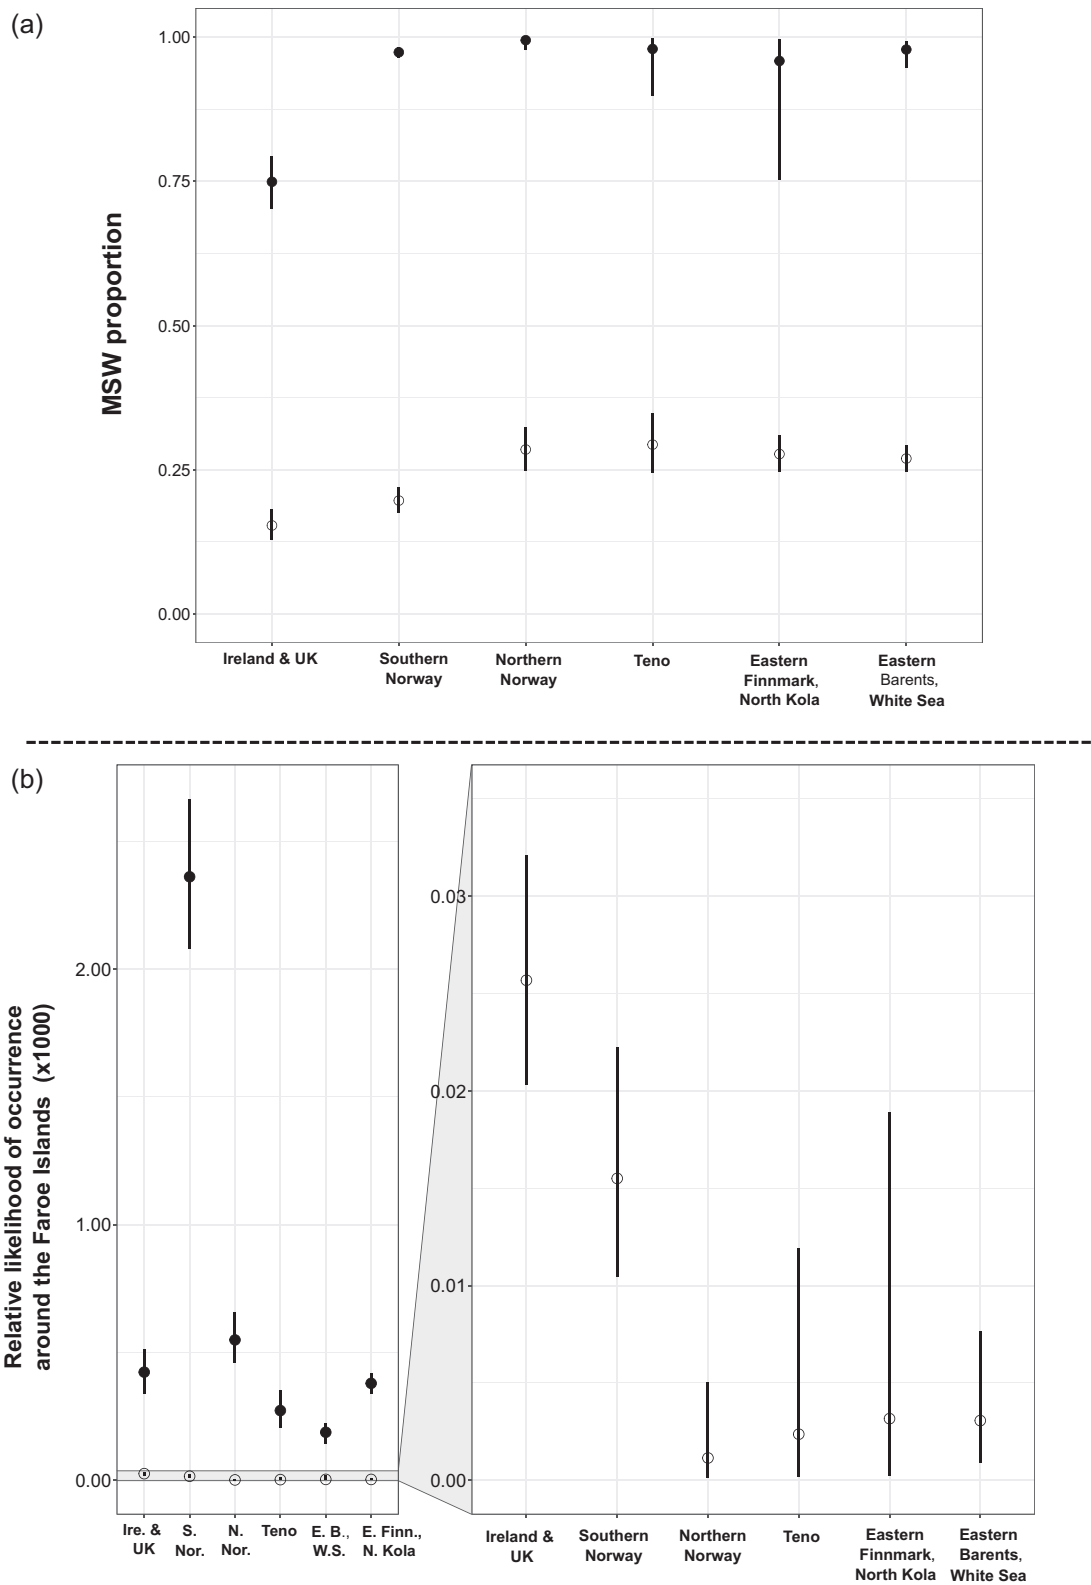 (a)
MSW proportion
1.00
0.75
0.50
0.25
0.00
Ireland & UK
Southern
Norway
Northern
Norway
Teno
Eastern
Finnmark,
North Kola
Eastern
Barents,
White Sea
(b)
Relative likelihood of occurrence
around the Faroe Islands (x1000)
2.00
1.00
0.00
Ire. &
UK
S.
Nor.
N.
Nor.
Teno
E. B.,
W.S.
E. Finn.,
N. Kola
0.03
0.02
0.01
0.00
Ireland &
UK
Southern
Norway
Northern
Norway
Teno
Eastern
Finnmark,
North Kola
Eastern
Barents,
White Sea